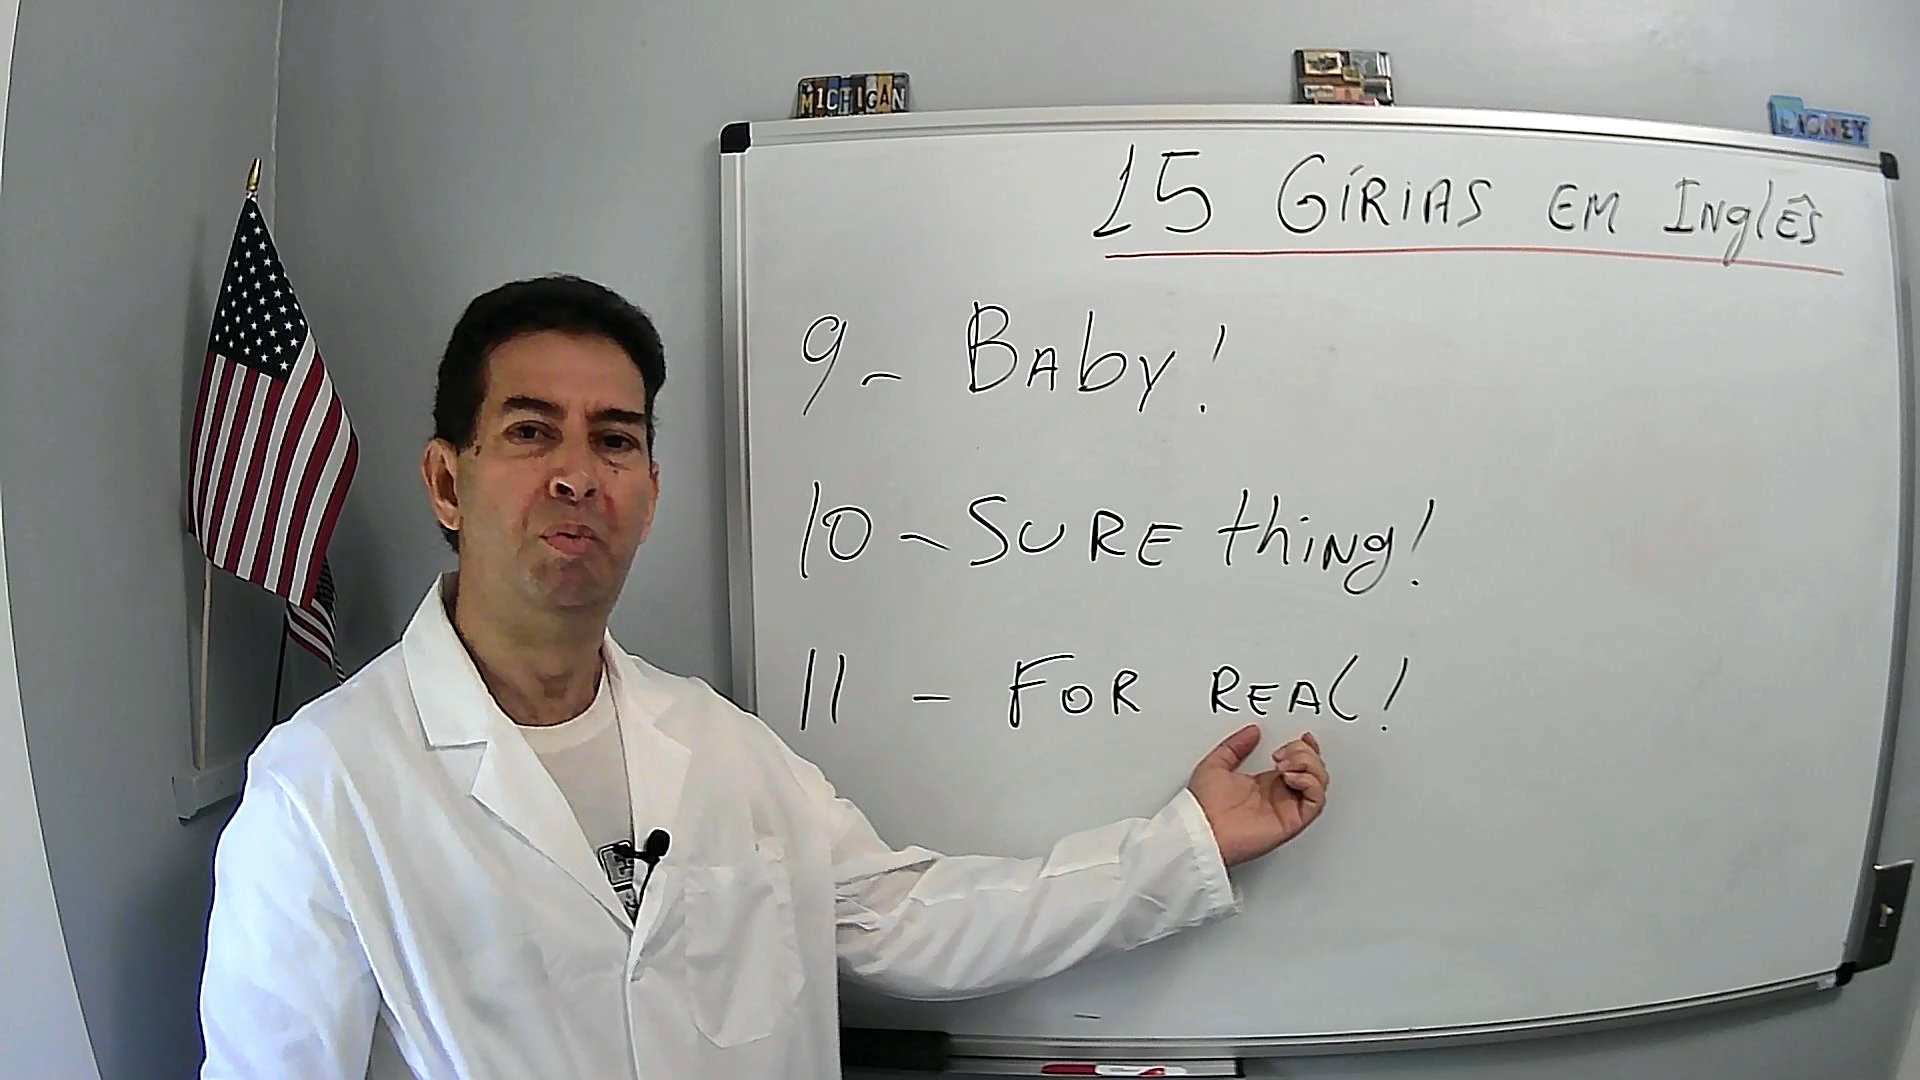 MICHIGAN
15 GÍRIAS EM INGLÊS
9- BABY!
10- SURE thing!
11 - FOR REAL!